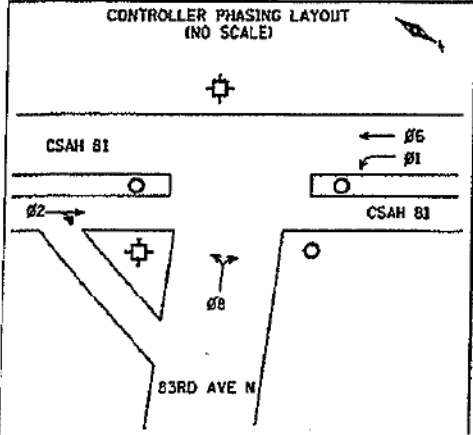 CONTROLLER PHASING LAYOUT
(NO SCALE)
CSAH 81
Ø6
Ø1
Ø2
CSAH 81
Ø8
83RD AVE N